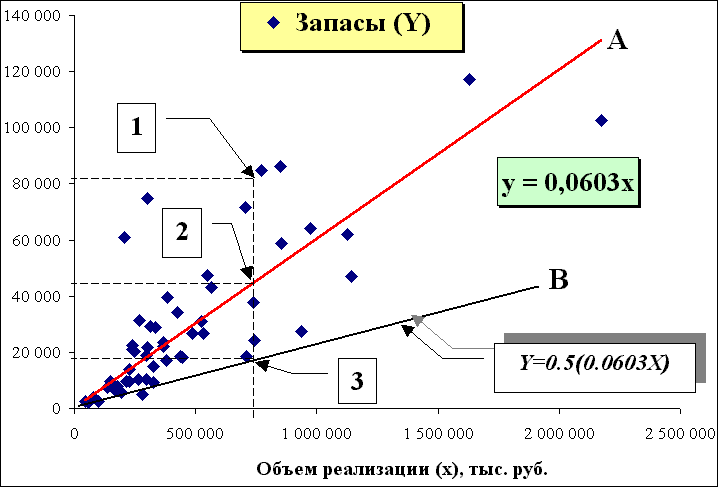 Запасы (Y)
140 000
120 000
100 000
80 000
60 000
40 000
20 000
0
A
1
y = 0,0603x
2
B
Y=0.5(0.0603X)
3
0
500 000
1 000 000
1 500 000
2 000 000
2 500 000
Объем реализации (x), тыс. руб.